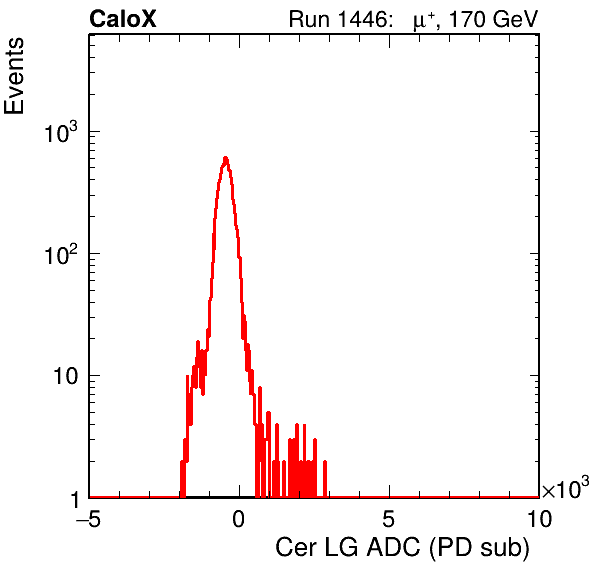 CaloX Run 1446: μ⁺, 170 GeV
Events
10³
10²
10
1
−5 0 5 10
×10³
Cer LG ADC (PD sub)